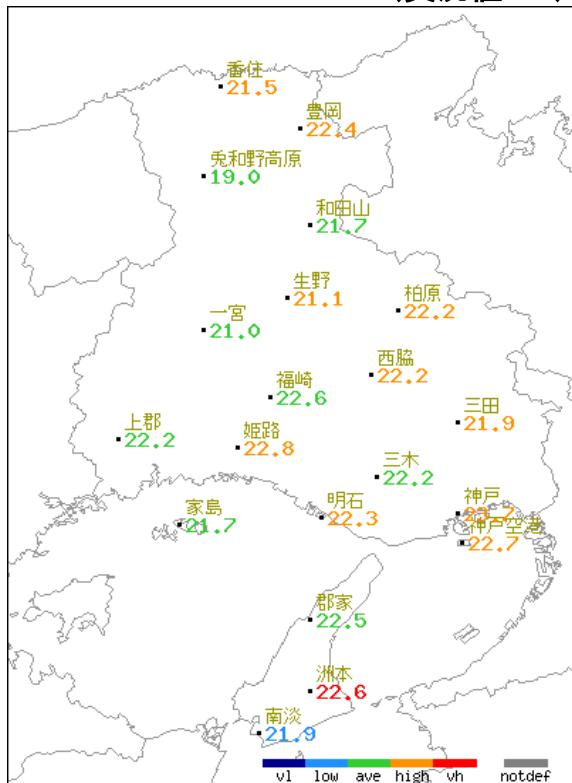 香住
21.5
豊岡
22.4
兎和野高原
19.0
和田山
21.7
生野
21.1
柏原
22.2
一宮
21.0
西脇
22.2
福崎
22.6
三田
21.9
上郡
22.2
姫路
22.8
三木
22.2
家島
21.7
明石
22.3
神戸
神戸空港
22.7
郡家
22.5
洲本
22.6
南淡
21.9
vl low ave high vh notdef